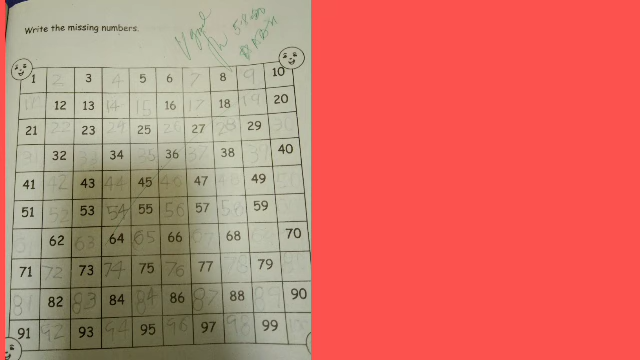 Write the missing numbers.
1 2 3 4 5 6 7 8 9 10
11 12 13 14 15 16 17 18 19 20
21 22 23 24 25 26 27 28 29 30
31 32 33 34 35 36 37 38 39 40
41 42 43 44 45 46 47 48 49
51 52 53 54 55 56 57 58 59
61 62 63 64 65 66 67 68 70
71 72 73 74 75 76 77 78 79
81 82 83 84 84 86 87 88 89 90
91 92 93 94 95 96 97 98 99 100